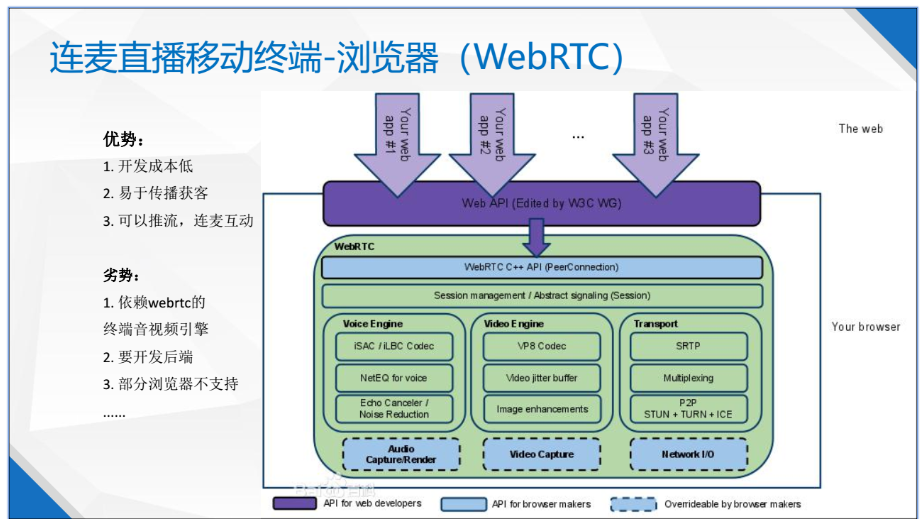 连麦直播移动终端-浏览器（WebRTC）
优势：
1. 开发成本低
2. 易于传播获客
3. 可以推流，连麦互动
劣势：
1. 依赖webrtc的
终端音视频引擎
2. 要开发后端
3. 部分浏览器不支持
......
Your web
app #1
Your web
app #2
...
Your web
app #3
The web
Web API (Edited by W3C WG)
WebRTC
WebRTC C++ API (PeerConnection)
Session management / Abstract signaling (Session)
Voice Engine
iSAC / iLBC Codec
NetEQ for voice
Echo Canceler /
Noise Reduction
Video Engine
VP8 Codec
Video jitter buffer
Image enhancements
Transport
SRTP
Multiplexing
P2P
STUN + TURN + ICE
Your browser
Audio
Capture/Render
Video Capture
Network I/O
API for web developers
API for browser makers
Overrideable by browser makers